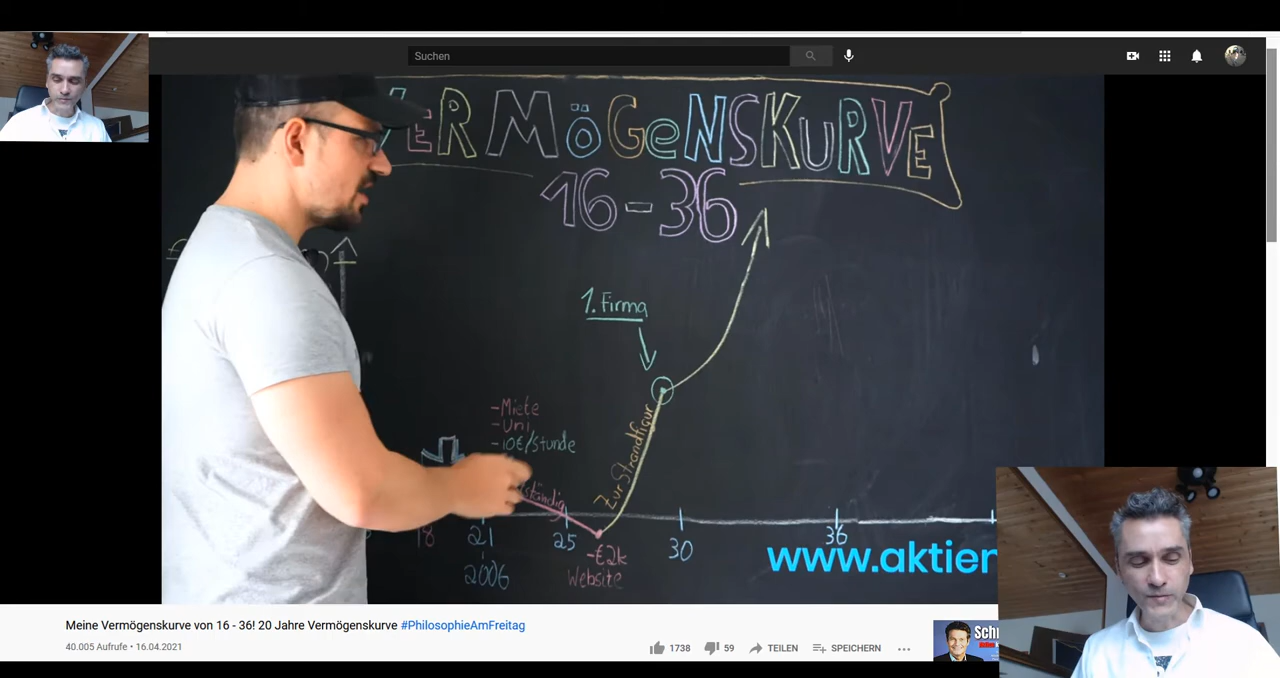 Suchen
VERMÖGeNSKURVE
16-36
1. Firma
-Miete
-Uni
-10€/Stunde
Zur Strandfigur
18
21
25
30
36
2006
-€2k
Website
www.aktien
Meine Vermögenskurve von 16 - 36! 20 Jahre Vermögenskurve #PhilosophieAmFreitag
40.005 Aufrufe • 16.04.2021
1738
59
TEILEN
SPEICHERN